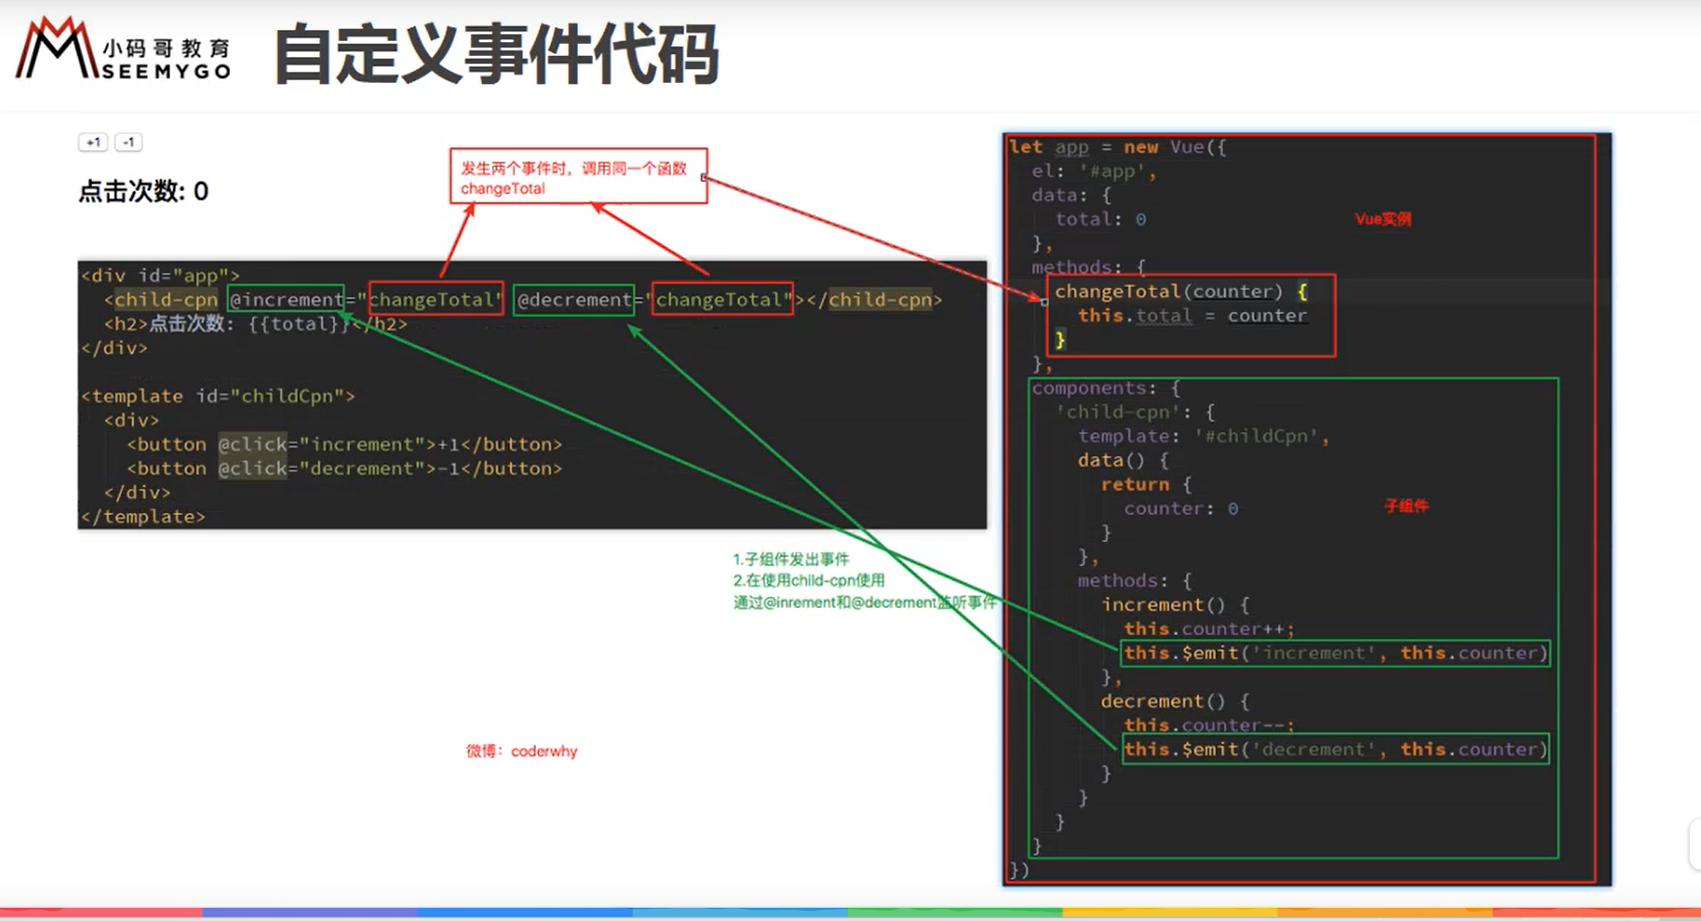 小码哥教育
SEEMYGO
自定义事件代码
+1 -1
点击次数: 0
发生两个事件时，调用同一个函数
changeTotal
<div id="app">
<child-cpn @increment="changeTotal" @decrement="changeTotal"></child-cpn>
<h2>点击次数: {{total}}</h2>
</div>
<template id="childCpn">
<div>
<button @click="increment">+1</button>
<button @click="decrement">-1</button>
</div>
</template>
1.子组件发出事件
2.在使用child-cpn使用
通过@inrement和@decrement监听事件
微博：coderwhy
let app = new Vue({
el: '#app',
data: {
total: 0
},
Vue实例
methods: {
changeTotal(counter) {
this.total = counter
}
},
components: {
'child-cpn': {
template: '#childCpn',
data() {
return {
counter: 0
}
},
子组件
methods: {
increment() {
this.counter++;
this.$emit('increment', this.counter)
},
decrement() {
this.counter--;
this.$emit('decrement', this.counter)
}
}
}
}
})